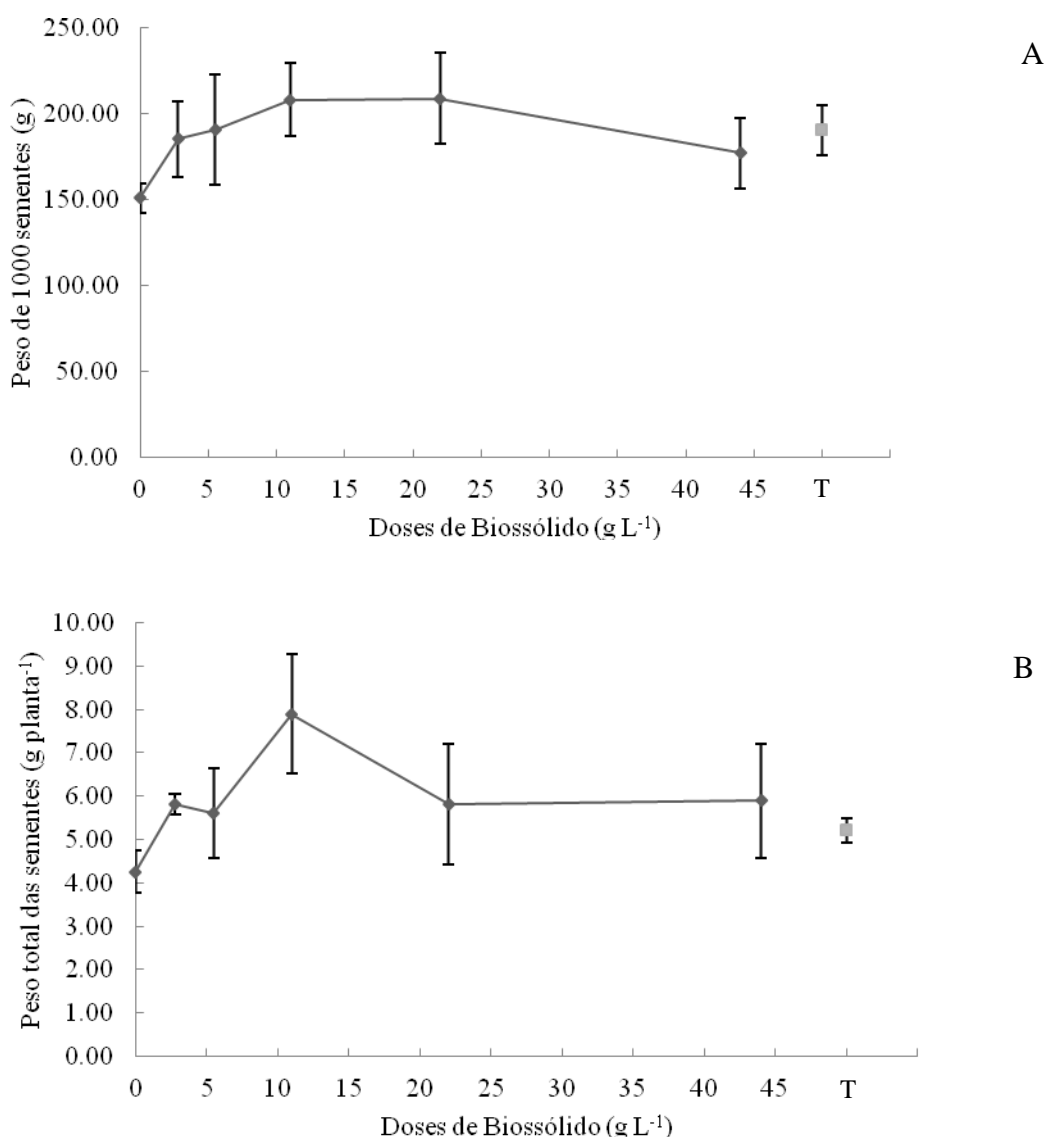 250.00
A
200.00
150.00
100.00
50.00
0.00
Peso de 1000 sementes (g)
0 5 10 15 20 25 30 35 40 45 T
Doses de Biossólido (g L⁻¹)
10.00
9.00
B
8.00
7.00
6.00
5.00
4.00
3.00
2.00
1.00
0.00
Peso total das sementes (g planta⁻¹)
0 5 10 15 20 25 30 35 40 45 T
Doses de Biossólido (g L⁻¹)